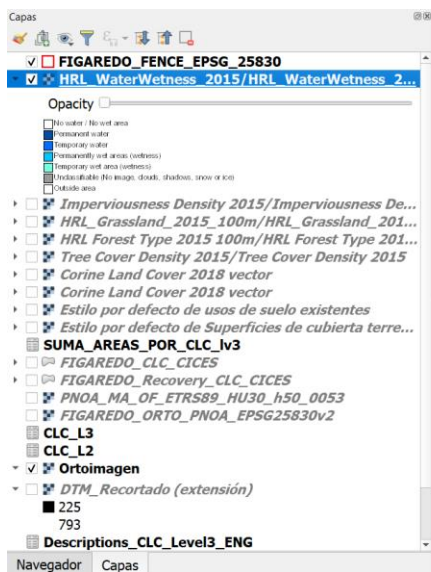 Capas
FIGAREDO_FENCE_EPSG_25830
HRL_WaterWetness_2015/HRL_WaterWetness_2...
Opacity
No water / No wet area
Permanent water
Temporary water
Permanently wet areas (wetness)
Temporary wet area (wetness)
Unclassifiable (No image, clouds, shadows, snow or ice)
Outside area
Imperviousness Density 2015/Imperviousness De...
HRL_Grassland_2015_100m/HRL_Grassland_201...
HRL Forest Type 2015 100m/HRL Forest Type 201...
Tree Cover Density 2015/Tree Cover Density 2015
Corine Land Cover 2018 vector
Corine Land Cover 2018 vector
Estilo por defecto de usos de suelo existentes
Estilo por defecto de Superficies de cubierta terre...
SUMA_AREAS_POR_CLC_lv3
FIGAREDO_CLC_CICES
FIGAREDO_Recovery_CLC_CICES
PNOA_MA_OF_ETRS89_HU30_h50_0053
FIGAREDO_ORTO_PNOA_EPSG25830v2
CLC_L3
CLC_L2
Ortoimagen
DTM_Recortado (extensión)
225
793
Descriptions_CLC_Level3_ENG
Navegador Capas